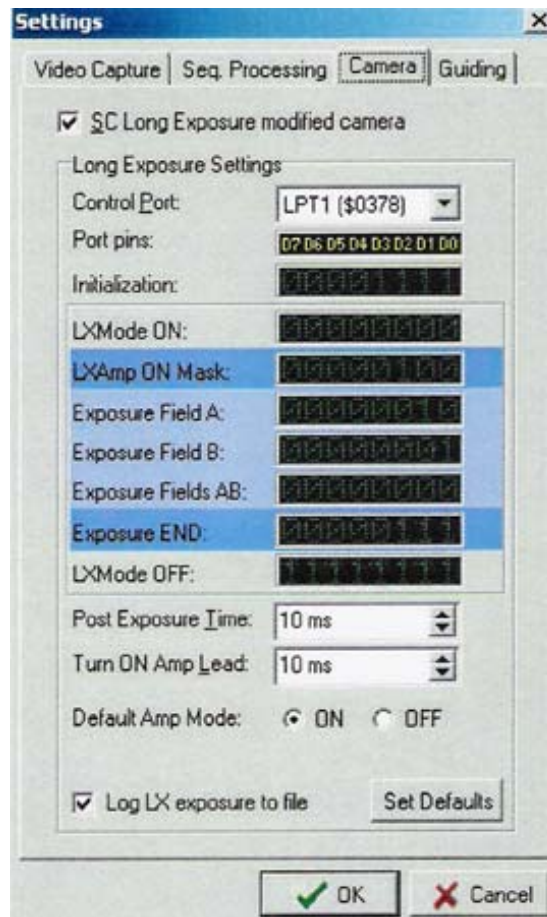 Settings
Video Capture Seq. Processing Camera Guiding
SC Long Exposure modified camera
Long Exposure Settings
Control Port: LPT1 ($0378)
Port pins: D7 D6 D5 D4 D3 D2 D1 D0
Initialization:
LXMode ON:
LXAmp ON Mask:
Exposure Field A:
Exposure Field B:
Exposure Fields AB:
Exposure END:
LXMode OFF:
Post Exposure Time: 10 ms
Turn ON Amp Lead: 10 ms
Default Amp Mode: ON OFF
Log LX exposure to file Set Defaults
OK Cancel